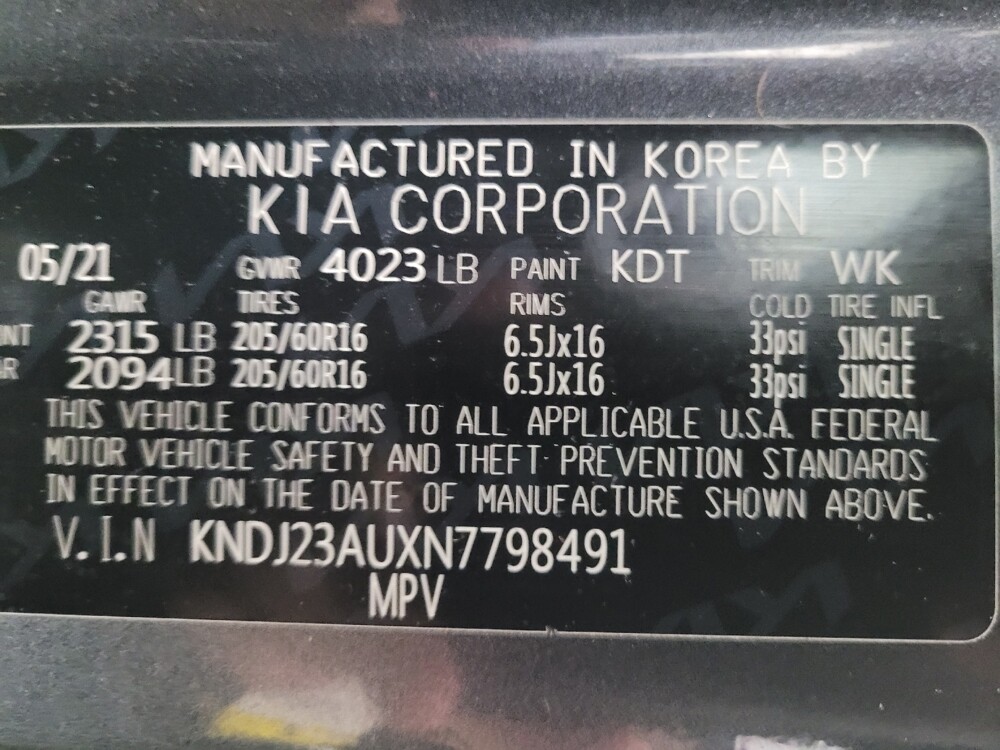 MANUFACTURED IN KOREA BY
KIA CORPORATION
05/21 GVWR 4023 LB PAINT KDT TRIM WK
GAWR TIRES RIMS COLD TIRE INFL
NT 2315 LB 205/60R16 6.5Jx16 33psi SINGLE
R 2094 LB 205/60R16 6.5Jx16 33psi SINGLE
THIS VEHICLE CONFORMS TO ALL APPLICABLE U.S.A. FEDERAL
MOTOR VEHICLE SAFETY AND THEFT PREVENTION STANDARDS
IN EFFECT ON THE DATE OF MANUFACTURE SHOWN ABOVE.
V.I.N KNDJ23AUXN7798491
MPV